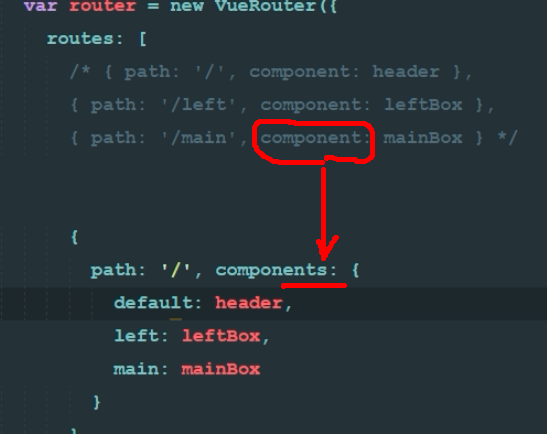 var router = new VueRouter({
routes: [
/* { path: '/', component: header },
{ path: '/left', component: leftBox },
{ path: '/main', component: mainBox } */
{
path: '/', components: {
default: header,
left: leftBox,
main: mainBox
}
}